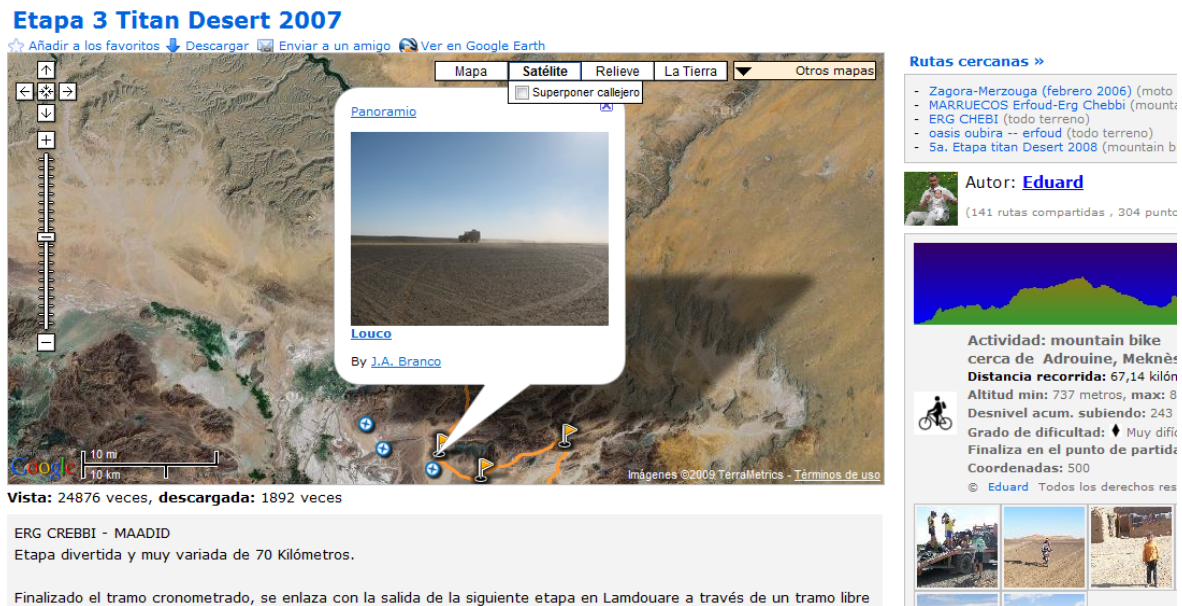 Etapa 3 Titan Desert 2007
Añadir a los favoritos Descargar Enviar a un amigo Ver en Google Earth
Mapa Satélite Relieve La Tierra Otros mapas
Superponer callejero
Panoramio
Louco
By J.A. Branco
10 mi
10 km
Google
Imágenes ©2009 TerraMetrics - Términos de uso
Vista: 24876 veces, descargada: 1892 veces
ERG CREBBI - MAADID
Etapa divertida y muy variada de 70 Kilómetros.
Finalizado el tramo cronometrado, se enlaza con la salida de la siguiente etapa en Lamdouare a través de un tramo libre
Rutas cercanas »
- Zagora-Merzouga (febrero 2006) (moto
- MARRUECOS Erfoud-Erg Chebbi (mounta
- ERG CHEBI (todo terreno)
- oasis oubira -- erfoud (todo terreno)
- 5a. Etapa titan Desert 2008 (mountain b
Autor: Eduard
(141 rutas compartidas , 304 punto
Actividad: mountain bike
cerca de Adrouine, Meknès
Distancia recorrida: 67,14 kilóm
Altitud min: 737 metros, max: 8
Desnivel acum. subiendo: 243
Grado de dificultad: Muy difíc
Finaliza en el punto de partida
Coordenadas: 500
© Eduard Todos los derechos res